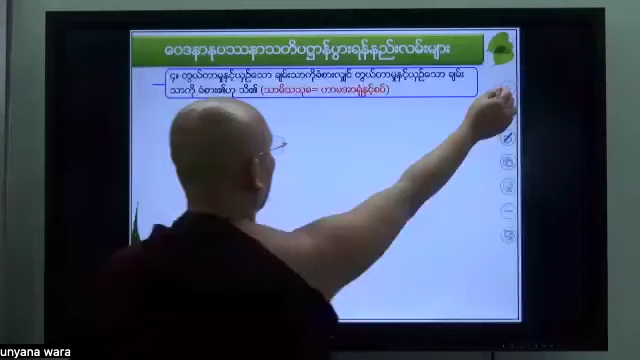 ဝေဒနာနုပဿနာသတိပဋ္ဌာန်ပွားရန်နည်းလမ်းများ
၄။ တွယ်တာမှုနှင့်ယှဉ်သော ချမ်းသာကိုခံစားလျှင် တွယ်တာမှုနှင့်ယှဉ်သော ချမ်း
သာကို ခံစား၏ဟု သိ၏ (သာမိသသုခ= ကာမအာရုံနှင့်စပ်)
unyana wara